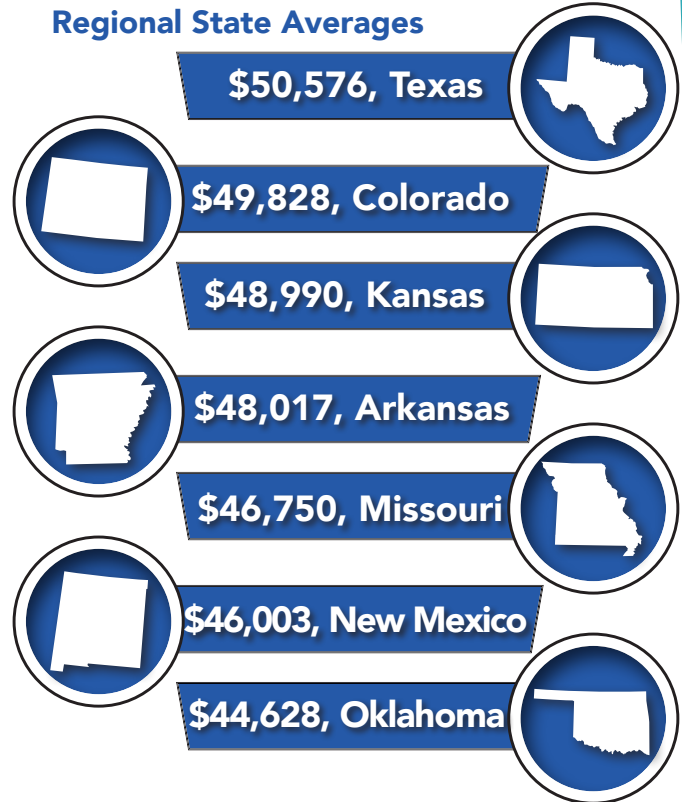 Regional State Averages
$50,576, Texas
$49,828, Colorado
$48,990, Kansas
$48,017, Arkansas
$46,750, Missouri
$46,003, New Mexico
$44,628, Oklahoma